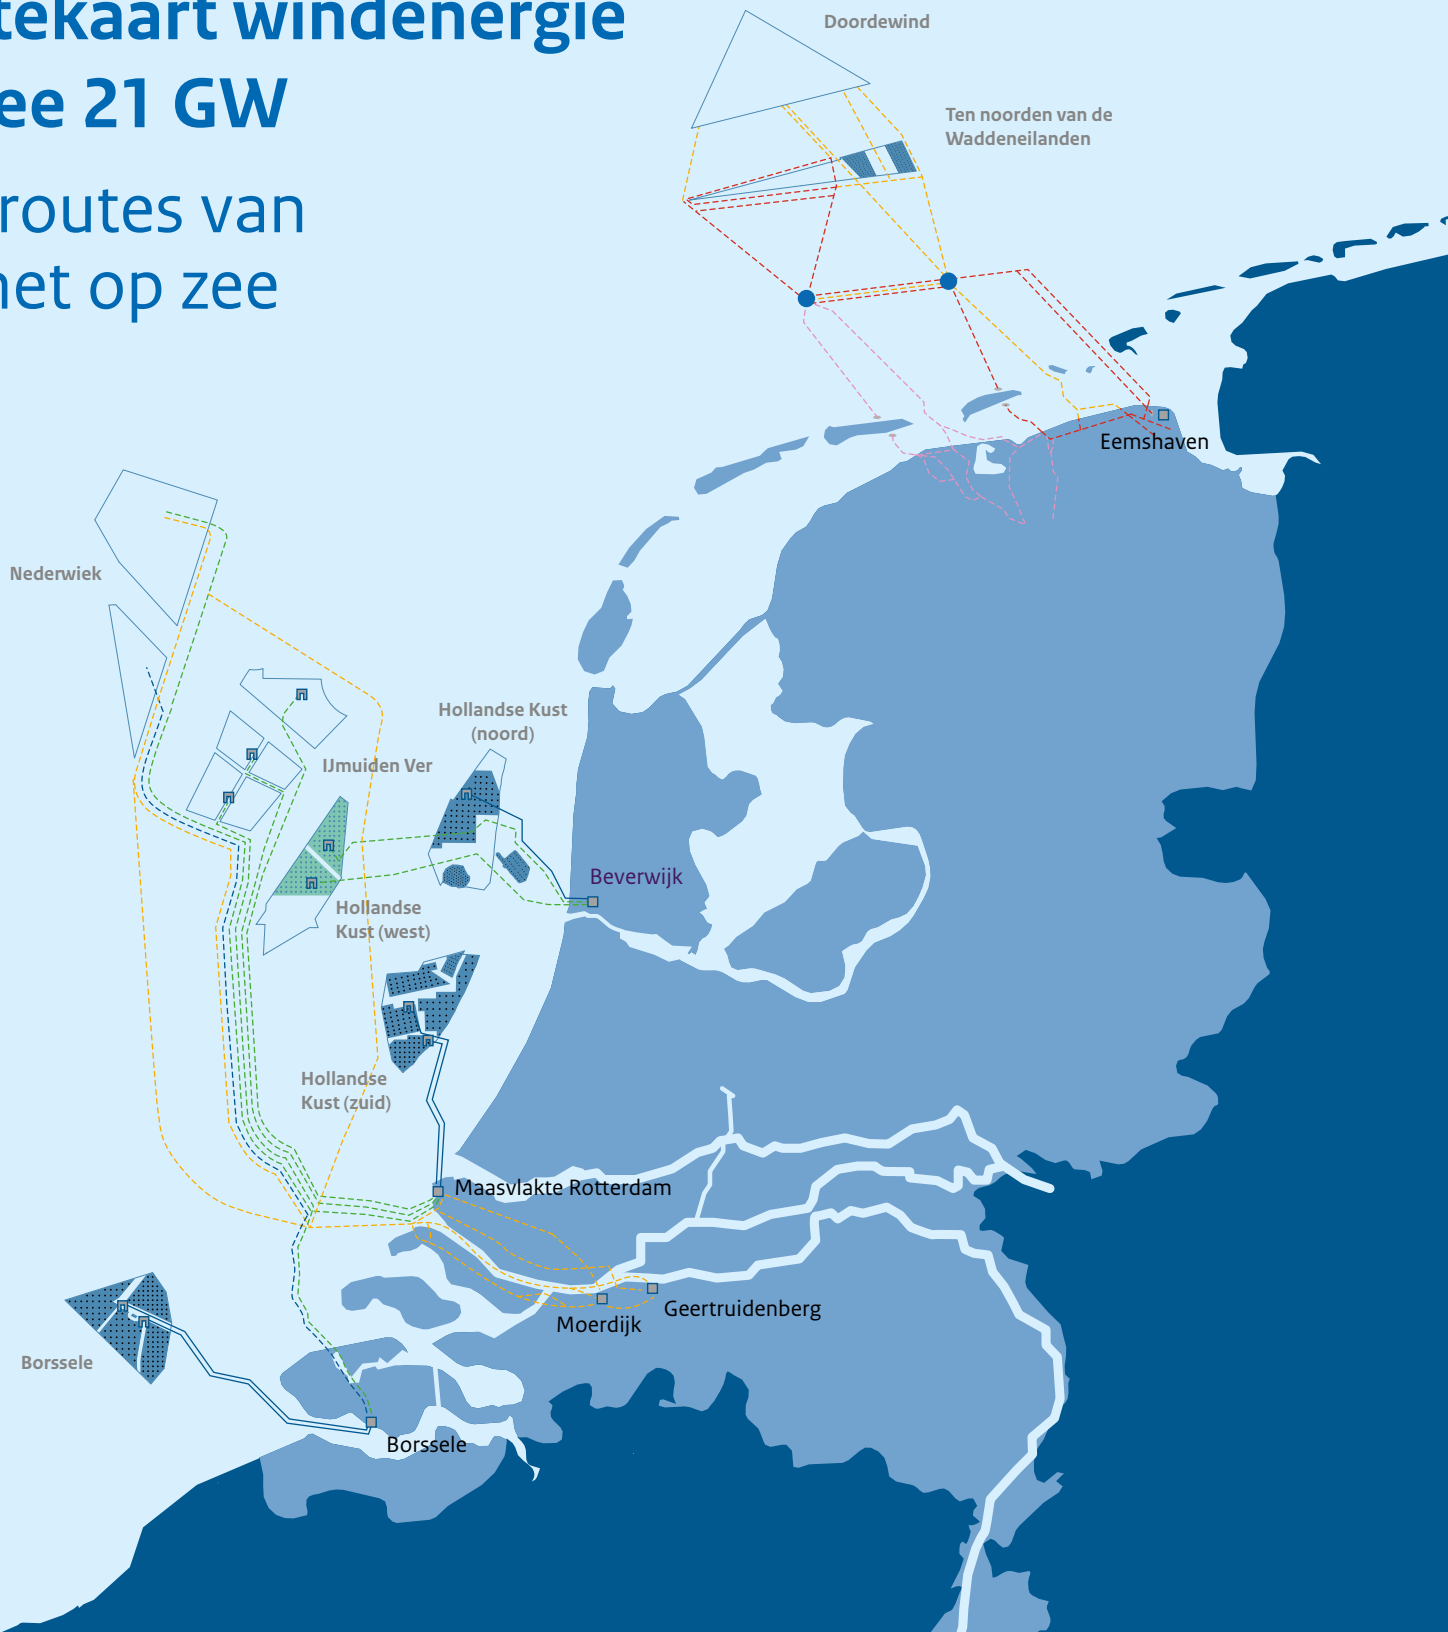 tekaart windenergie
ee 21 GW
routes van
net op zee
Doordewind
Ten noorden van de
Waddeneilanden
Eemshaven
Nederwiek
Hollandse Kust
(noord)
IJmuiden Ver
Beverwijk
Hollandse
Kust (west)
Hollandse
Kust (zuid)
Maasvlakte Rotterdam
Geertruidenberg
Moerdijk
Borssele
Borssele